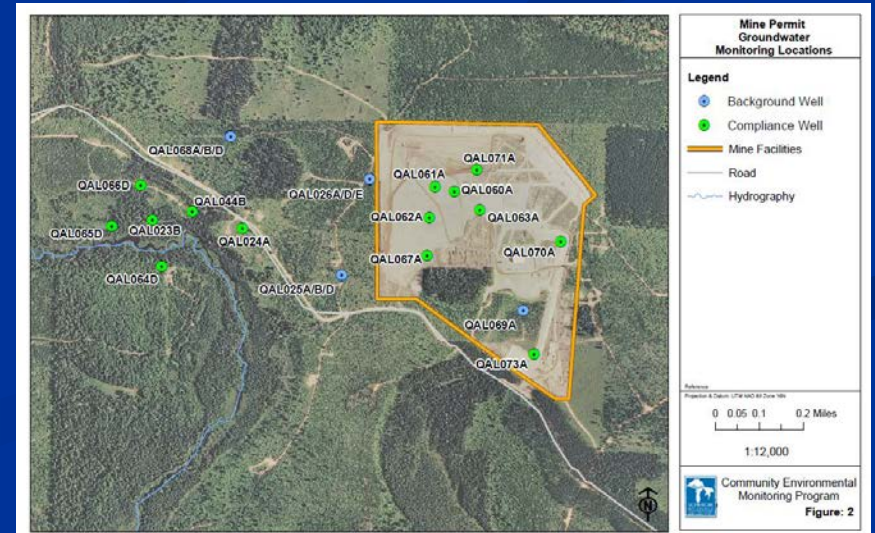 Mine Permit
Groundwater
Monitoring Locations
Legend
Background Well
Compliance Well
Mine Facilities
Road
Hydrography
QAL068A/B/D
QAL066D
QAL044B
QAL065D
QAL023B
QAL024A
QAL064D
QAL026A/D/E
QAL025A/B/D
QAL071A
QAL061A
QAL060A
QAL062A
QAL063A
QAL067A
QAL070A
QAL069A
QAL073A
N
Reference
0 0.05 0.1 0.2 Miles
1:12,000
Community Environmental
Monitoring Program
Figure: 2